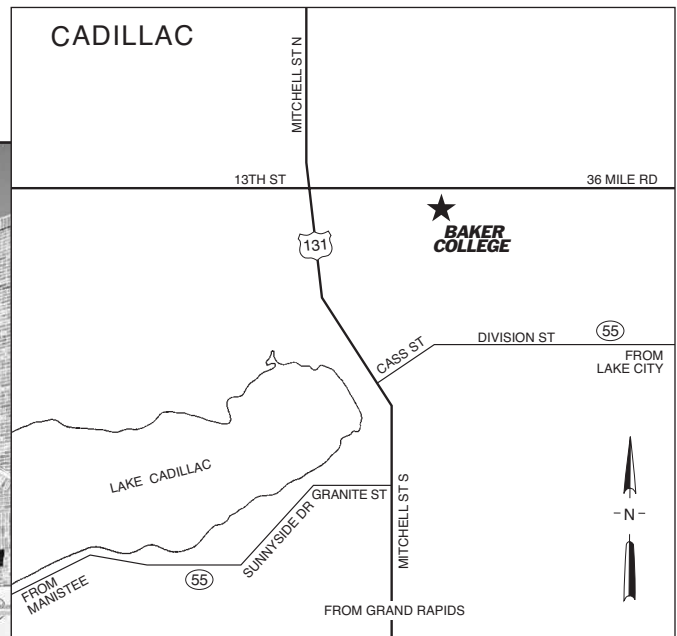 CADILLAC
MITCHELL ST N
13TH ST
36 MILE RD
BAKER
COLLEGE
131
CASS ST
DIVISION ST
55
FROM
LAKE CITY
LAKE CADILLAC
GRANITE ST
SUNNYSIDE DR
MITCHELL ST S
-N-
55
FROM
MANISTEE
FROM GRAND RAPIDS